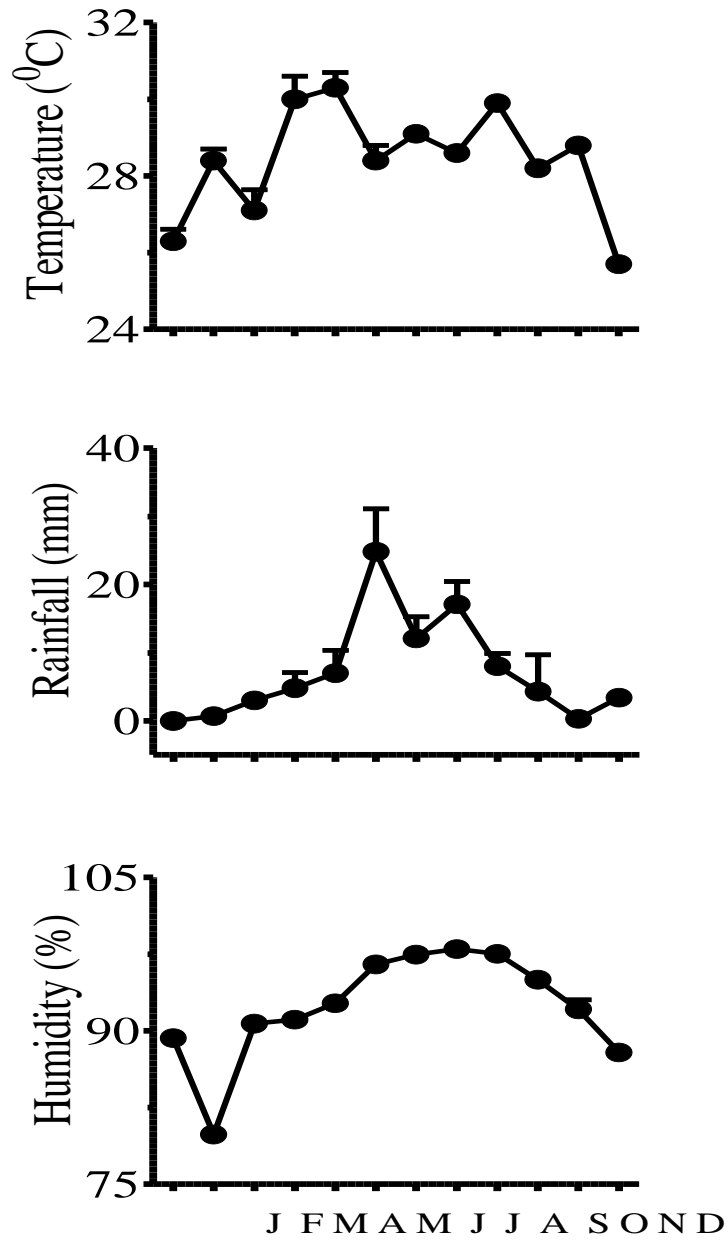 32
Temperature (⁰C)
28
24
40
Rainfall (mm)
20
0
105
Humidity (%)
90
75
J F M A M J J A S O N D